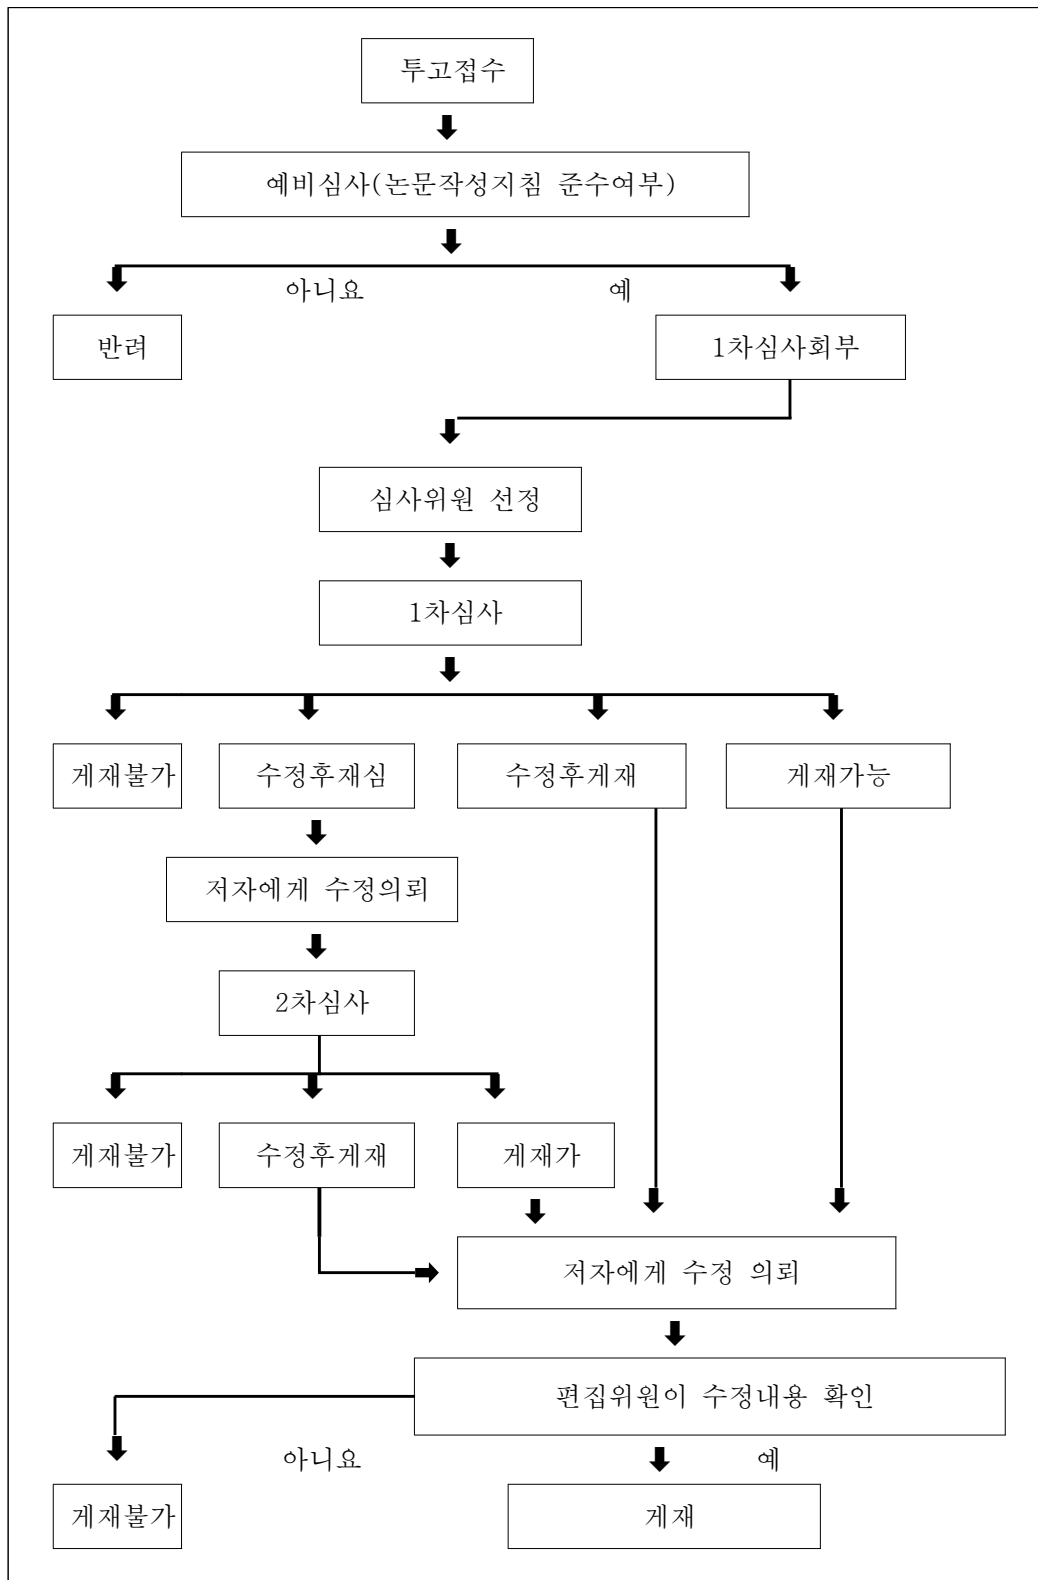 투고접수
예비심사(논문작성지침 준수여부)
아니요 예
반려 1차심사회부
심사위원 선정
1차심사
게재불가 수정후재심 수정후게재 게재가능
저자에게 수정의뢰
2차심사
게재불가 수정후게재 게재가
저자에게 수정 의뢰
편집위원이 수정내용 확인
아니요 예
게재불가 게재